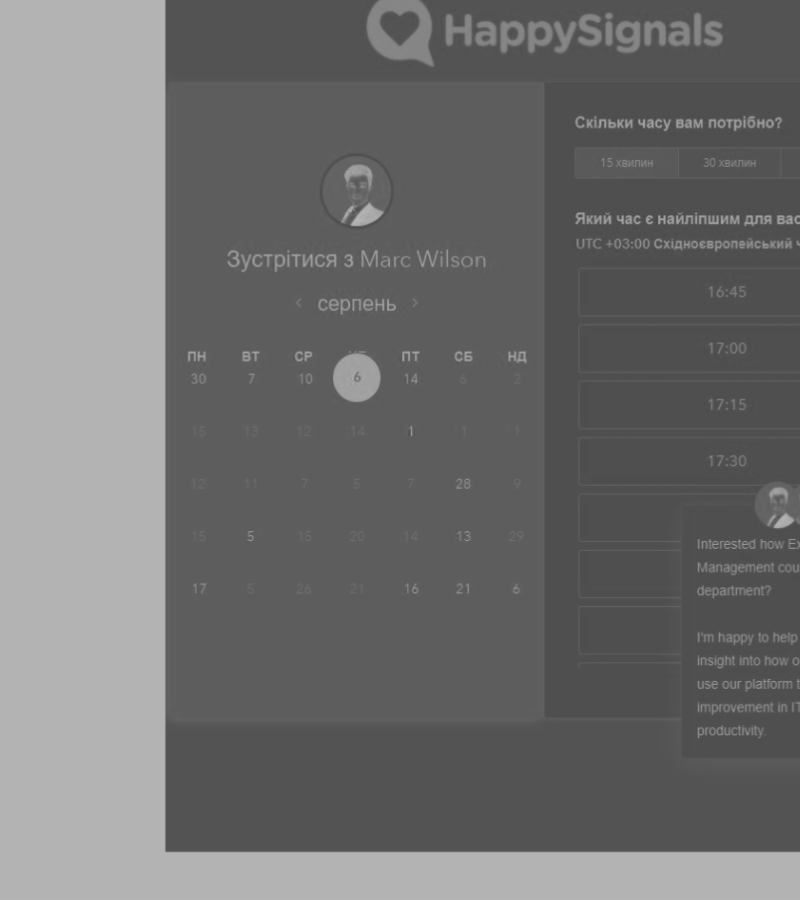 HappySignals
Зустрітися з Marc Wilson
серпень
ПН ВТ СР ПТ СБ НД
30 7 10 6 14 6 2
15 13 12 14 1 1 1
12 11 7 5 7 28 9
15 5 15 20 14 13 29
17 5 26 21 16 21 6
Скільки часу вам потрібно?
15 хвилин 30 хвилин
Який час є найліпшим для вас
UTC +03:00 Східноєвропейський ч
16:45
17:00
17:15
17:30
Interested how Ex
Management cou
department?
I'm happy to help
insight into how o
use our platform t
improvement in IT
productivity.